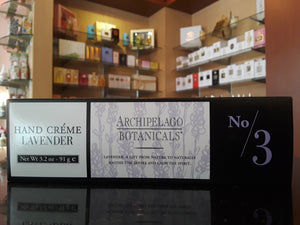 HAND CRÉME
LAVENDER
Net Wt. 3.2 oz - 91 g e
ARCHIPELAGO
BOTANICALS®
LAVENDER, A GIFT FROM NATURE TO NATURALLY
SOOTHE THE SENSES AND CALM THE SPIRIT.
No/3